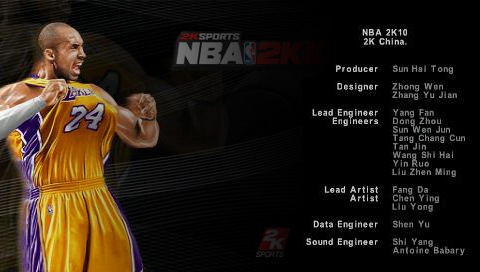 2K SPORTS
NBA 2K10
LAKERS
24
NBA 2K10
2K China.
Producer Sun Hai Tong
Designer Zhong Wen
Zhang Yu Jian
Lead Engineer Yang Fan
Engineers Dong Zhou
Sun Wen Jun
Tang Chang Cun
Tan Jin
Wang Shi Hai
Yin Ruo
Liu Zhen Ming
Lead Artist Fang Da
Artist Chen Ying
Liu Yong
Data Engineer Shen Yu
Sound Engineer Shi Yang
Antoine Babary
2K
SPORTS